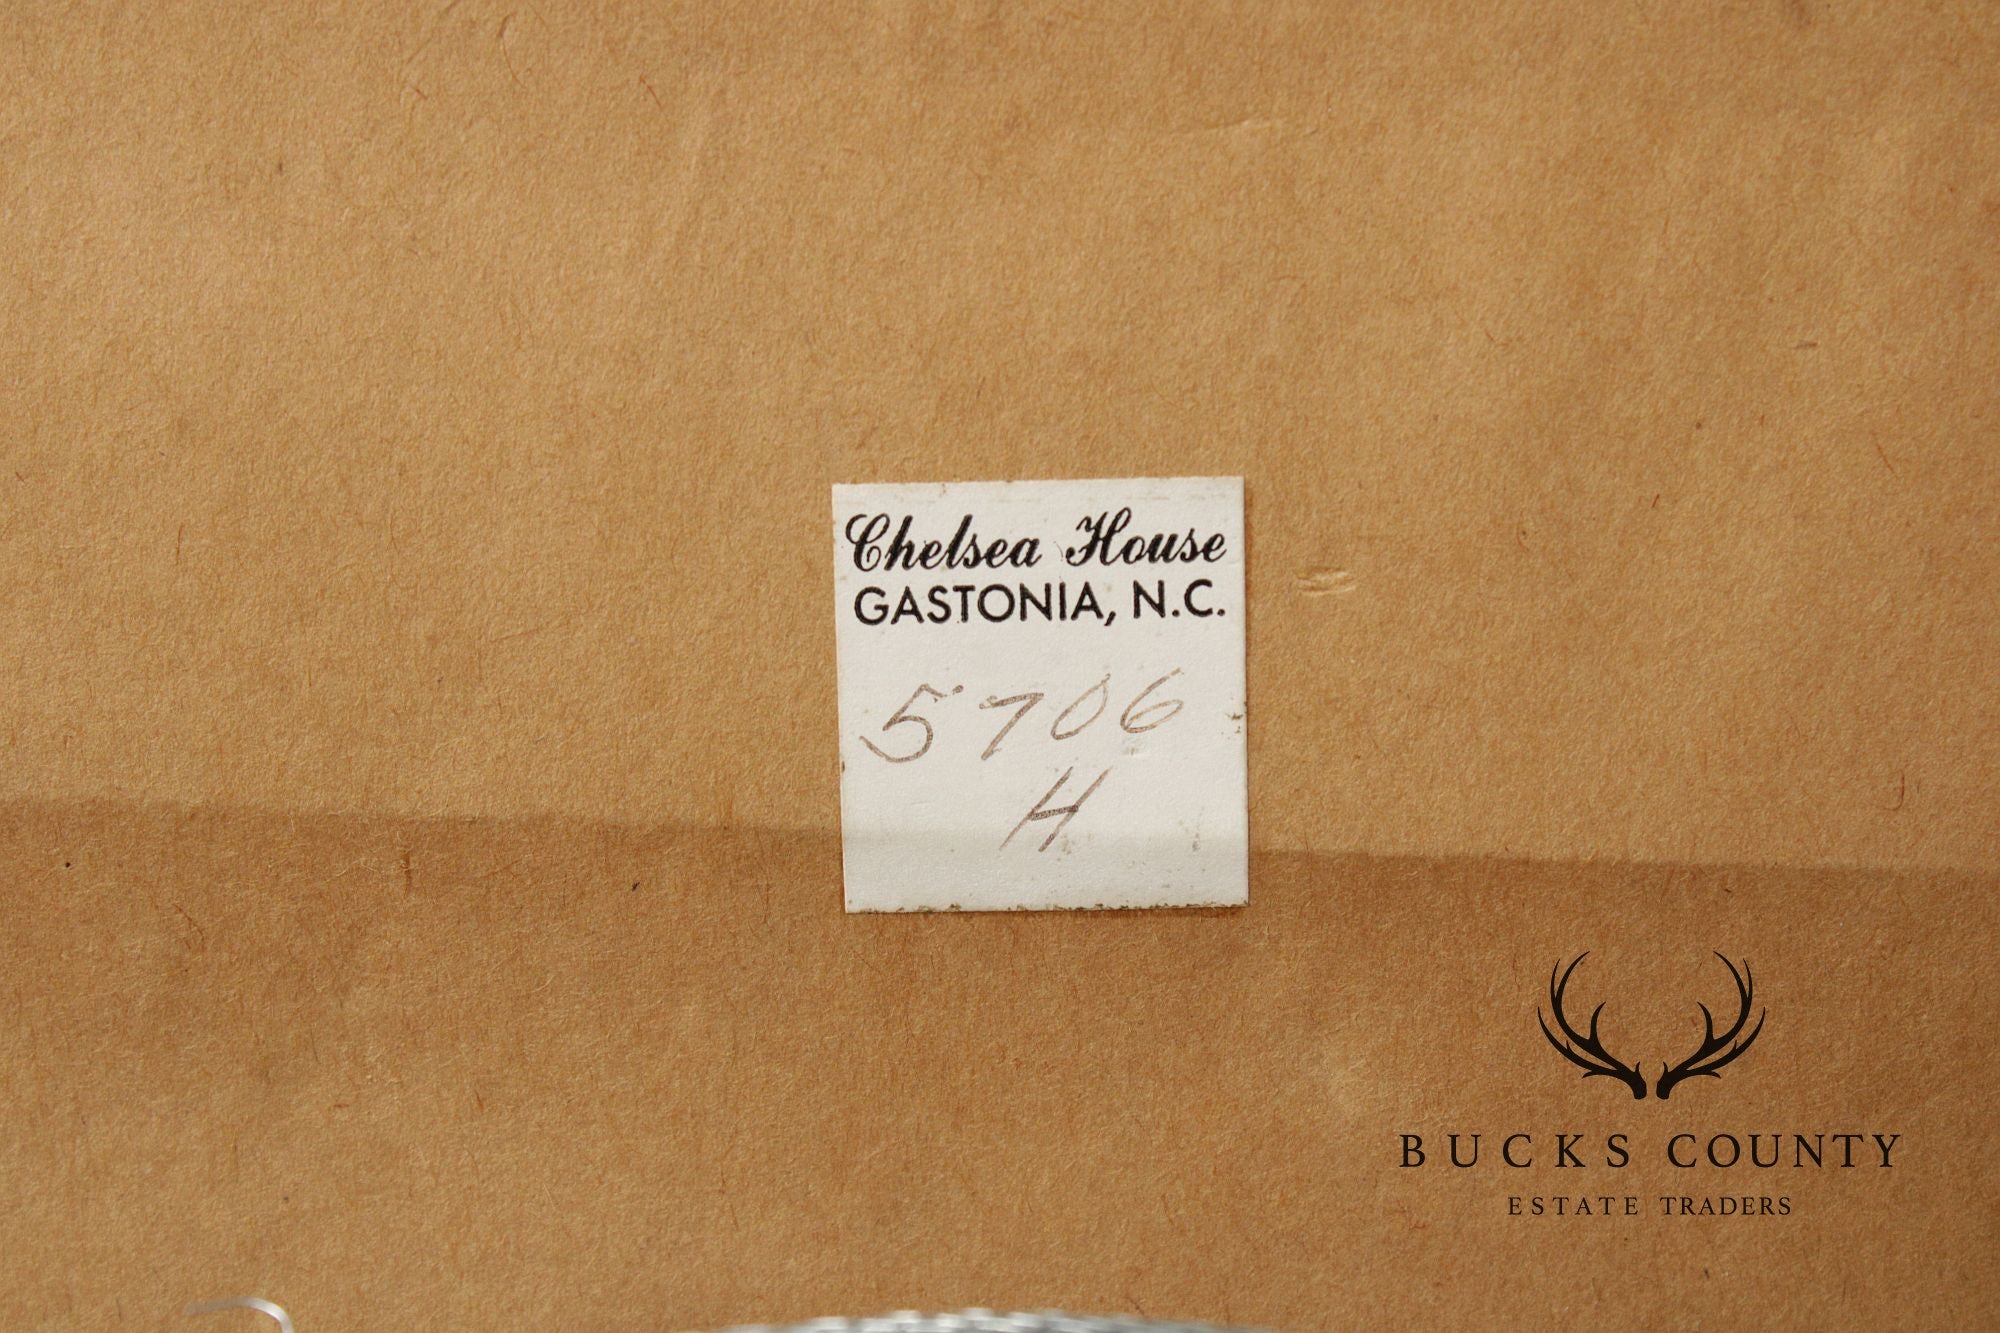 Chelsea House
GASTONIA, N.C.
5706
H
BUCKS COUNTY
ESTATE TRADERS